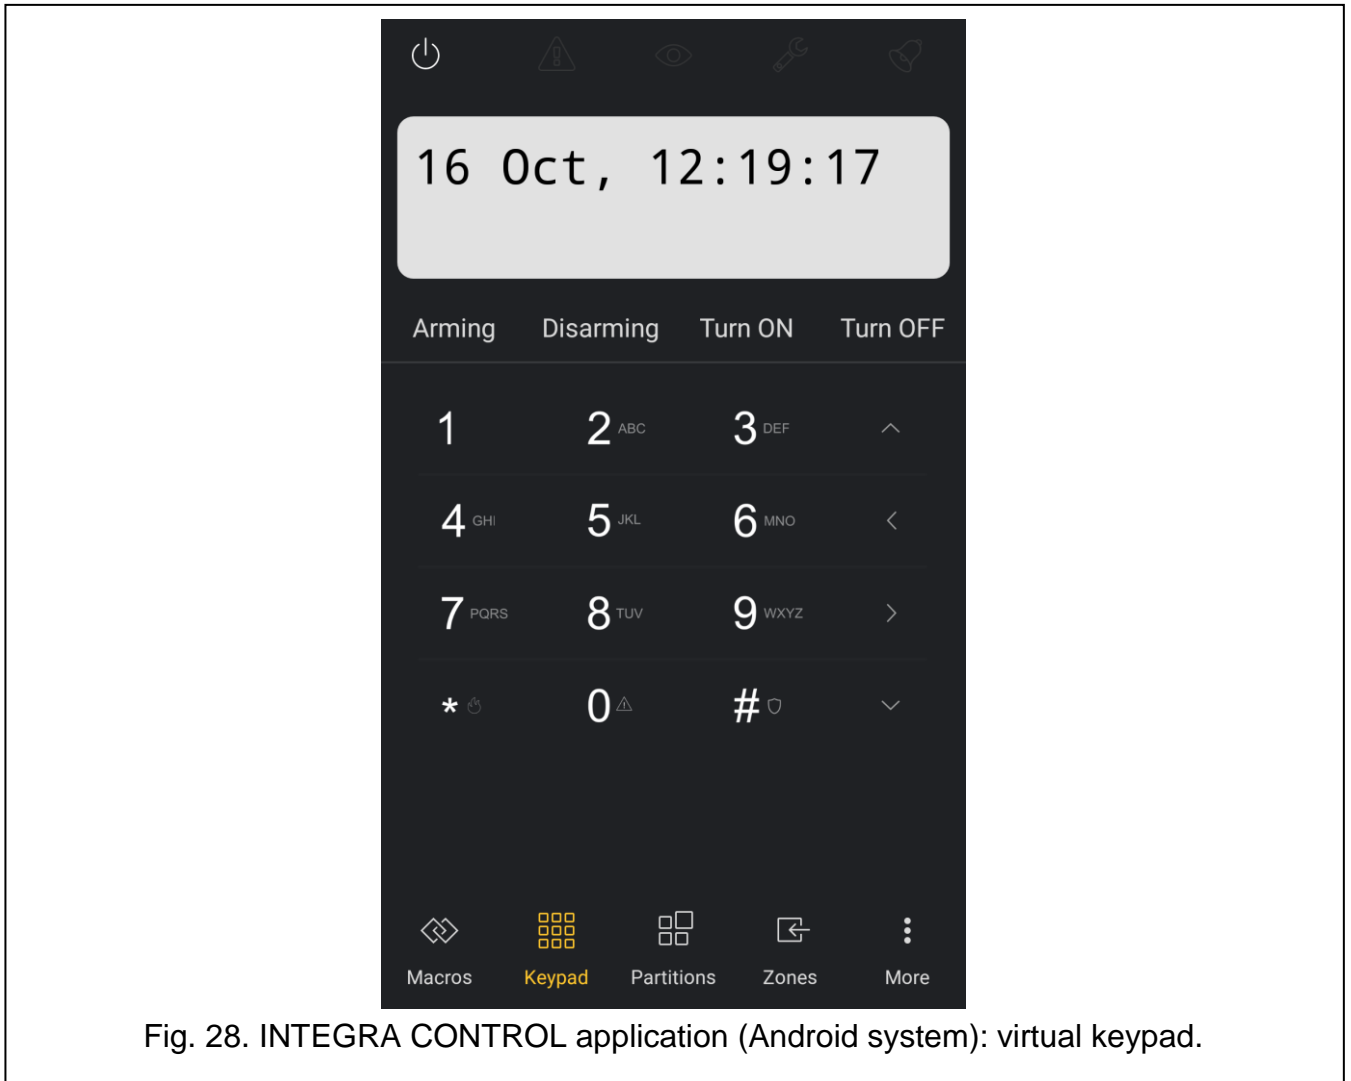 16 Oct, 12:19:17
Arming Disarming Turn ON Turn OFF
1 2 ABC 3 DEF
4 GHI 5 JKL 6 MNO
7 PQRS 8 TUV 9 WXYZ
* 0 #
Macros Keypad Partitions Zones More
Fig. 28. INTEGRA CONTROL application (Android system): virtual keypad.